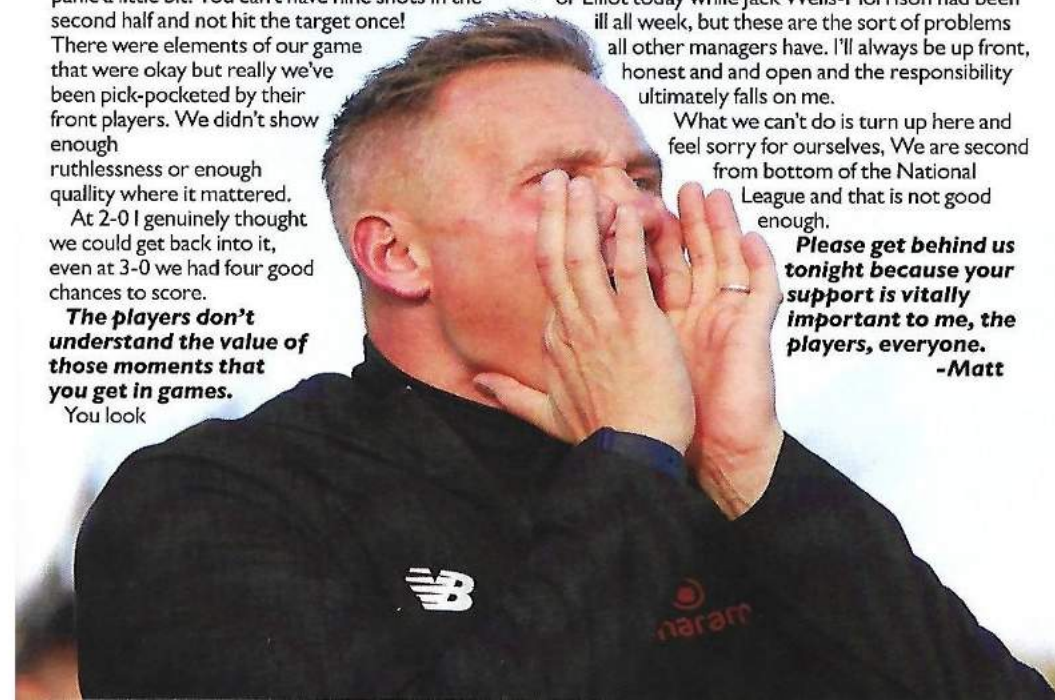 second half and not hit the target once!
There were elements of our game
that were okay but really we've
been pick-pocketed by their
front players. We didn't show
enough
ruthlessness or enough
quallity where it mattered.
At 2-0 I genuinely thought
we could get back into it,
even at 3-0 we had four good
chances to score.
The players don't
understand the value of
those moments that
you get in games.
You look
ill all week, but these are the sort of problems
all other managers have. I'll always be up front,
honest and and open and the responsibility
ultimately falls on me.
What we can't do is turn up here and
feel sorry for ourselves, We are second
from bottom of the National
League and that is not good
enough.
Please get behind us
tonight because your
support is vitally
important to me, the
players, everyone.
-Matt
NB